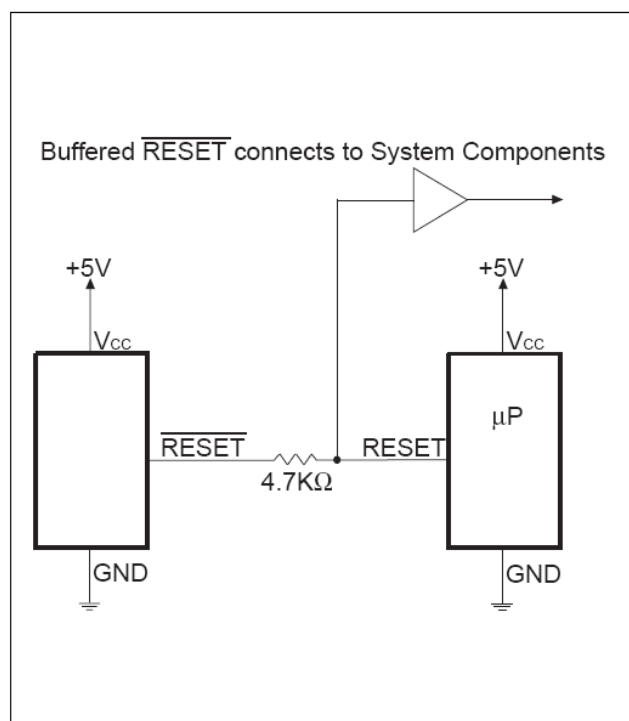 Buffered RESET connects to System Components
+5V
+5V
Vcc
Vcc
μP
RESET
RESET
4.7KΩ
GND
GND